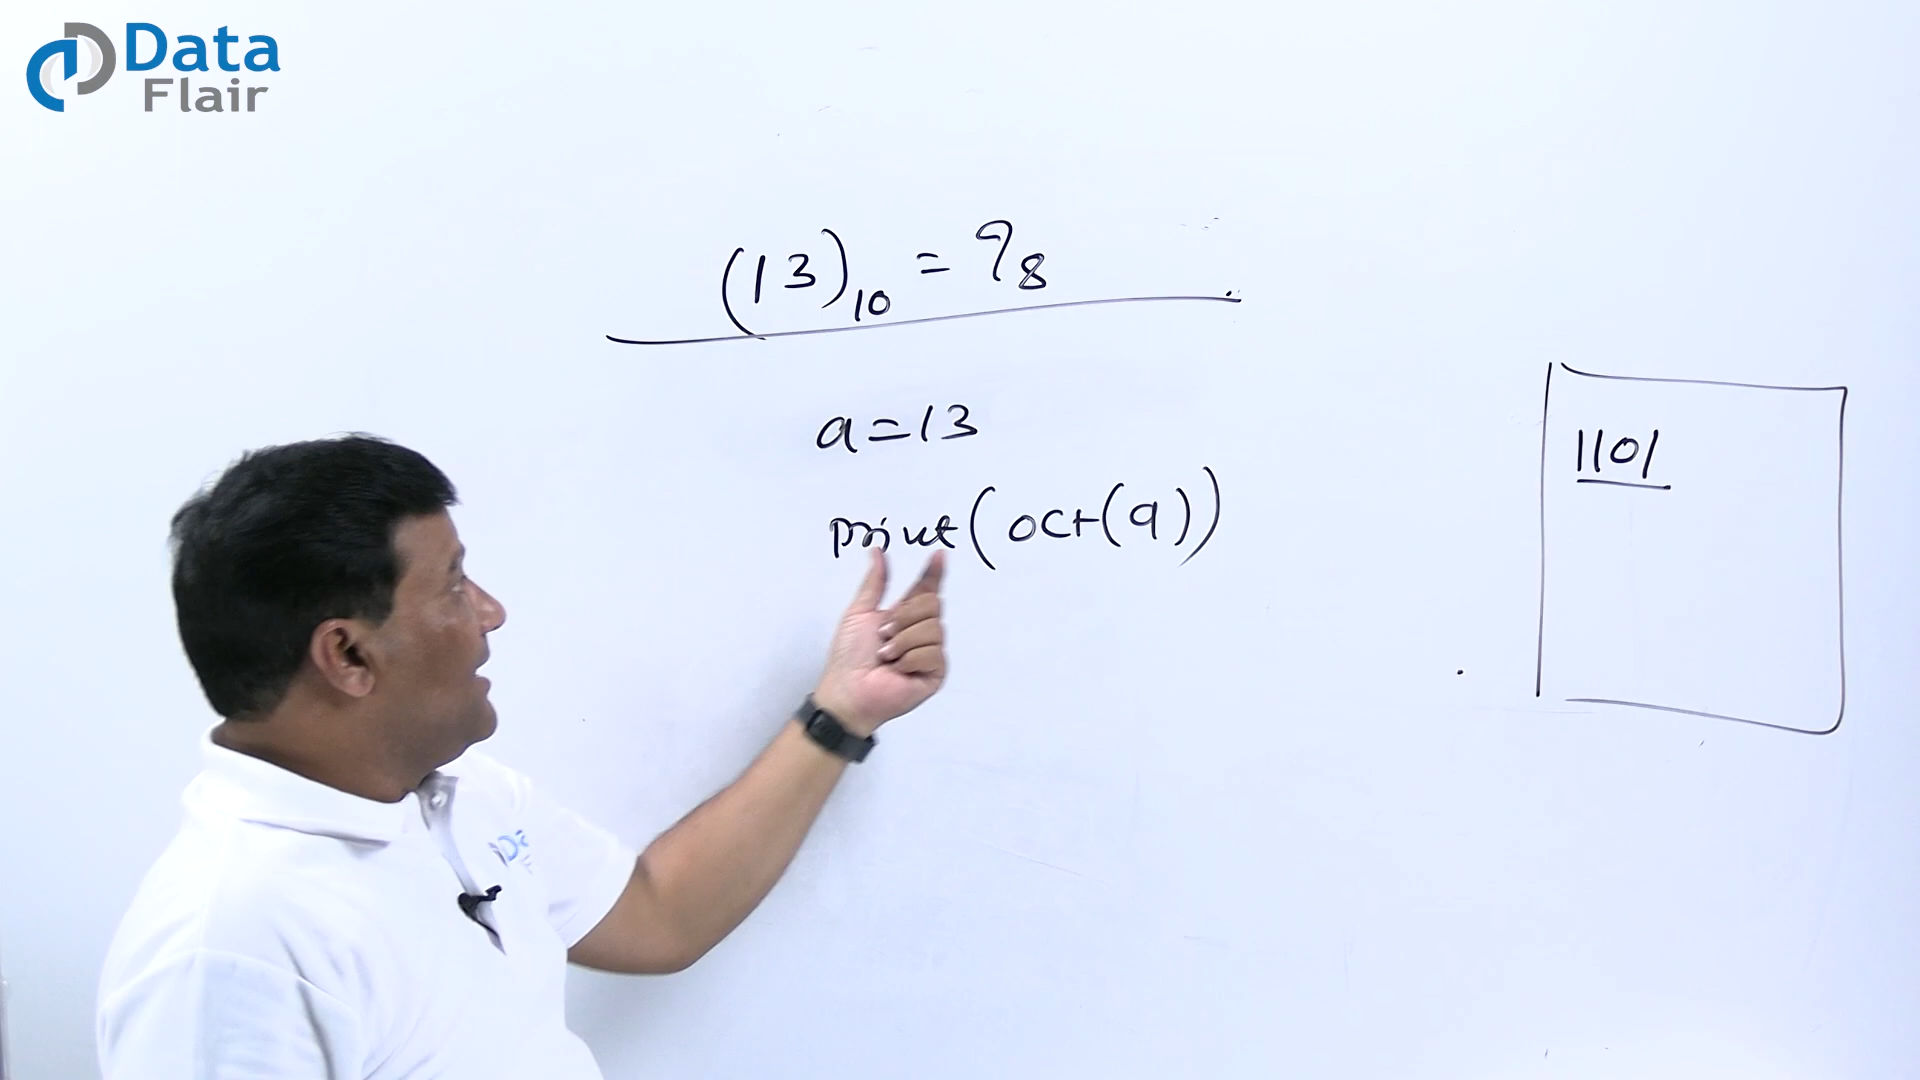 Data
Flair
(13)10 = ?8
a=13
print(oct(a))
1101